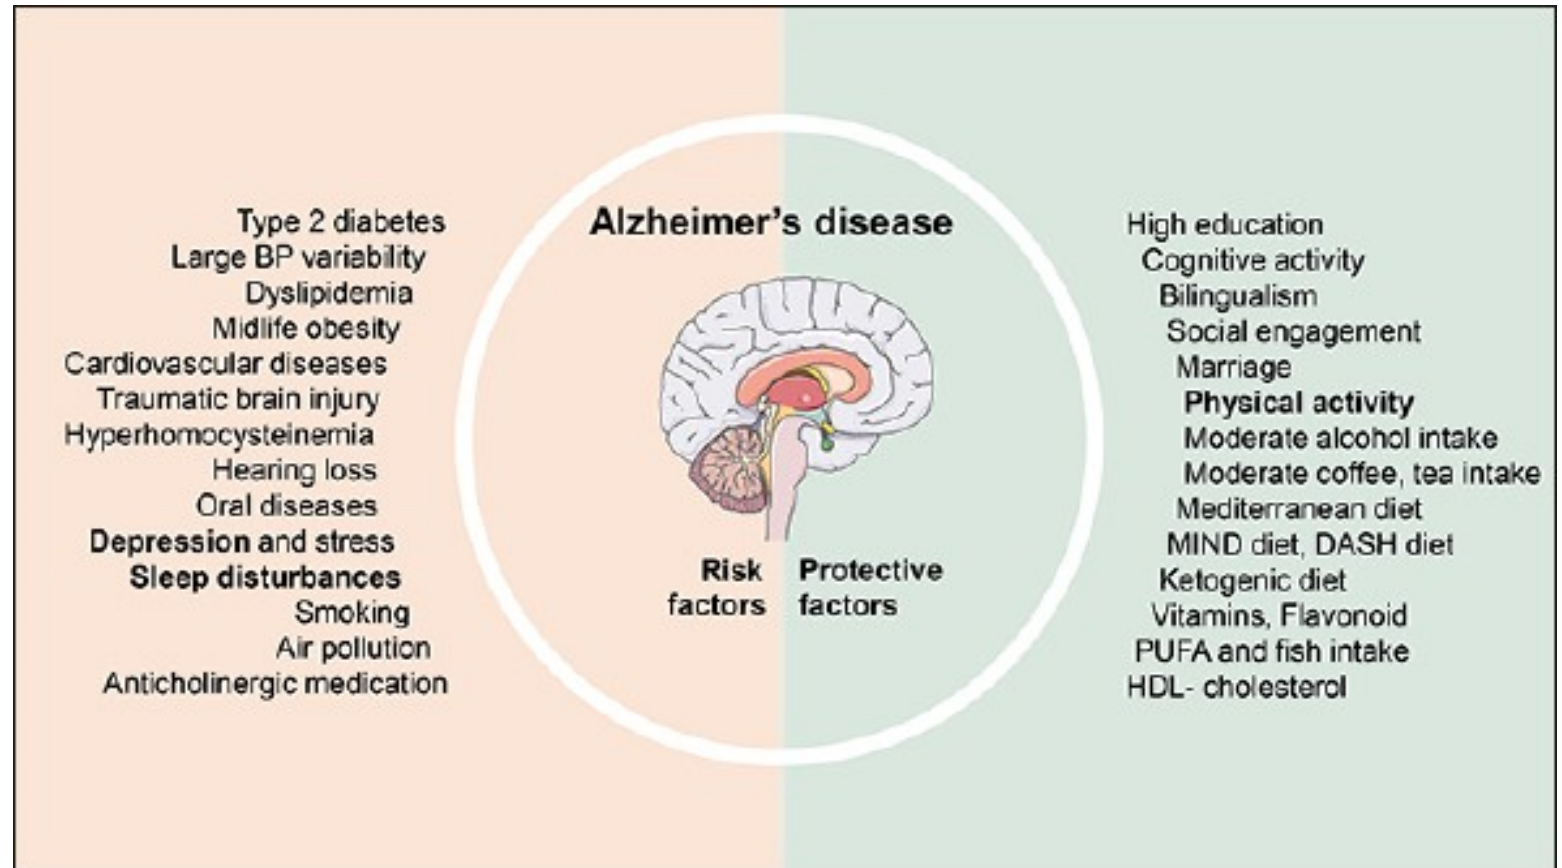 Type 2 diabetes
Large BP variability
Dyslipidemia
Midlife obesity
Cardiovascular diseases
Traumatic brain injury
Hyperhomocysteinemia
Hearing loss
Oral diseases
Depression and stress
Sleep disturbances
Smoking
Air pollution
Anticholinergic medication
Alzheimer's disease
Risk factors
Protective factors
High education
Cognitive activity
Bilingualism
Social engagement
Marriage
Physical activity
Moderate alcohol intake
Moderate coffee, tea intake
Mediterranean diet
MIND diet, DASH diet
Ketogenic diet
Vitamins, Flavonoid
PUFA and fish intake
HDL- cholesterol